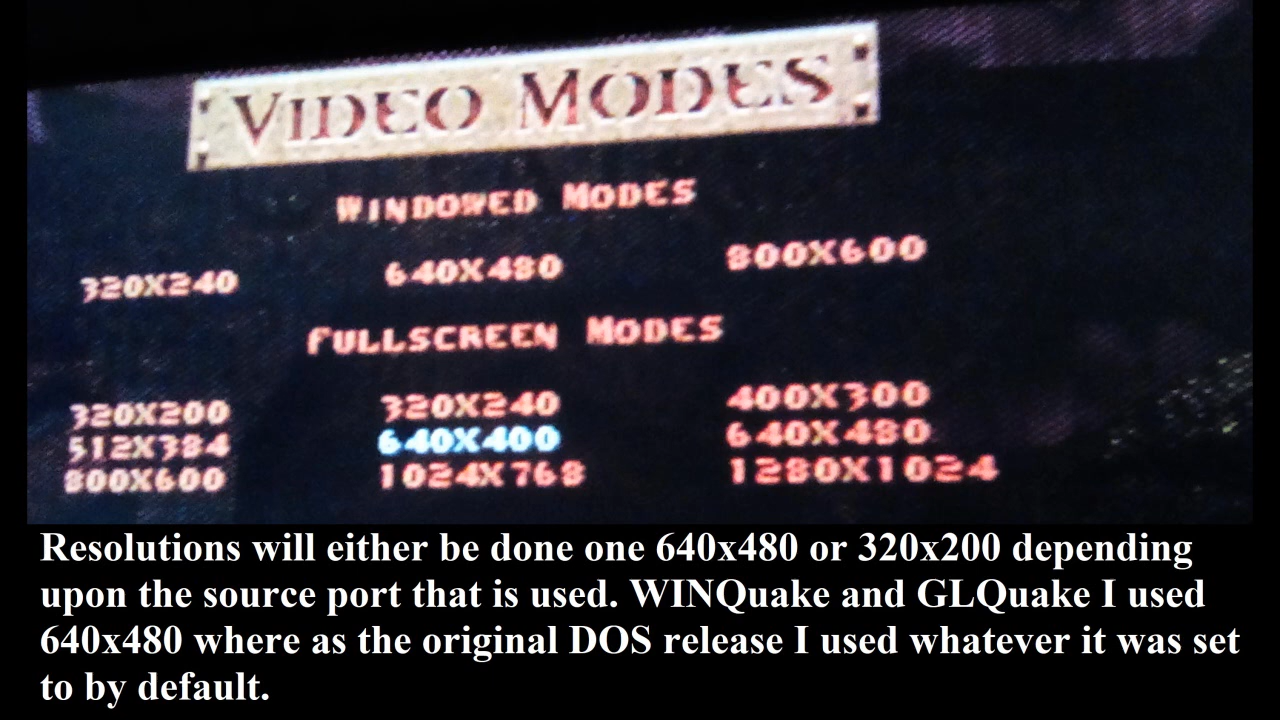 VIDEO MODES
WINDOWED MODES
320X240 640X480 800X600
FULLSCREEN MODES
320X200 320X240 400X300
512X384 640X400 640X480
800X600 1024X768 1280X1024
Resolutions will either be done one 640x480 or 320x200 depending
upon the source port that is used. WINQuake and GLQuake I used
640x480 where as the original DOS release I used whatever it was set
to by default.